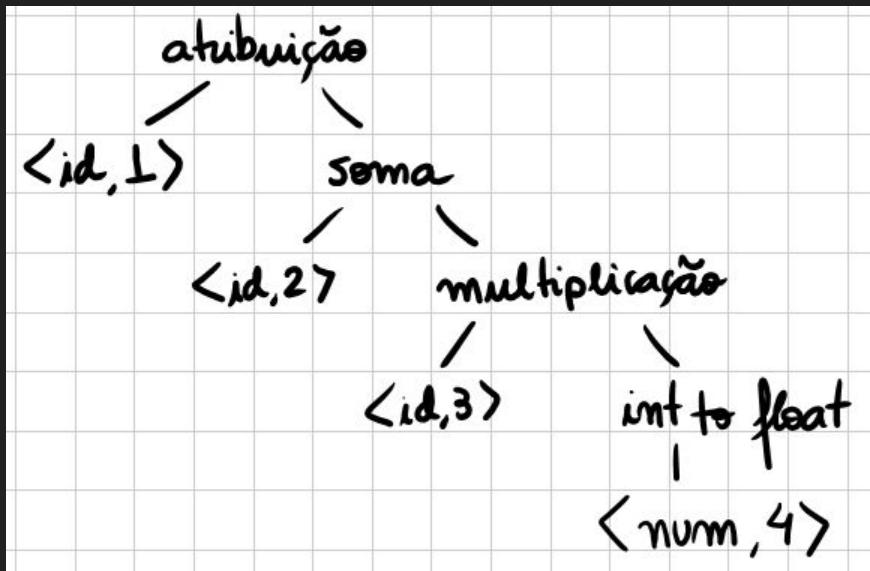 atribuição
<id,1>
soma
<id,2> multiplicação
<id,3> int to float
<num,4>